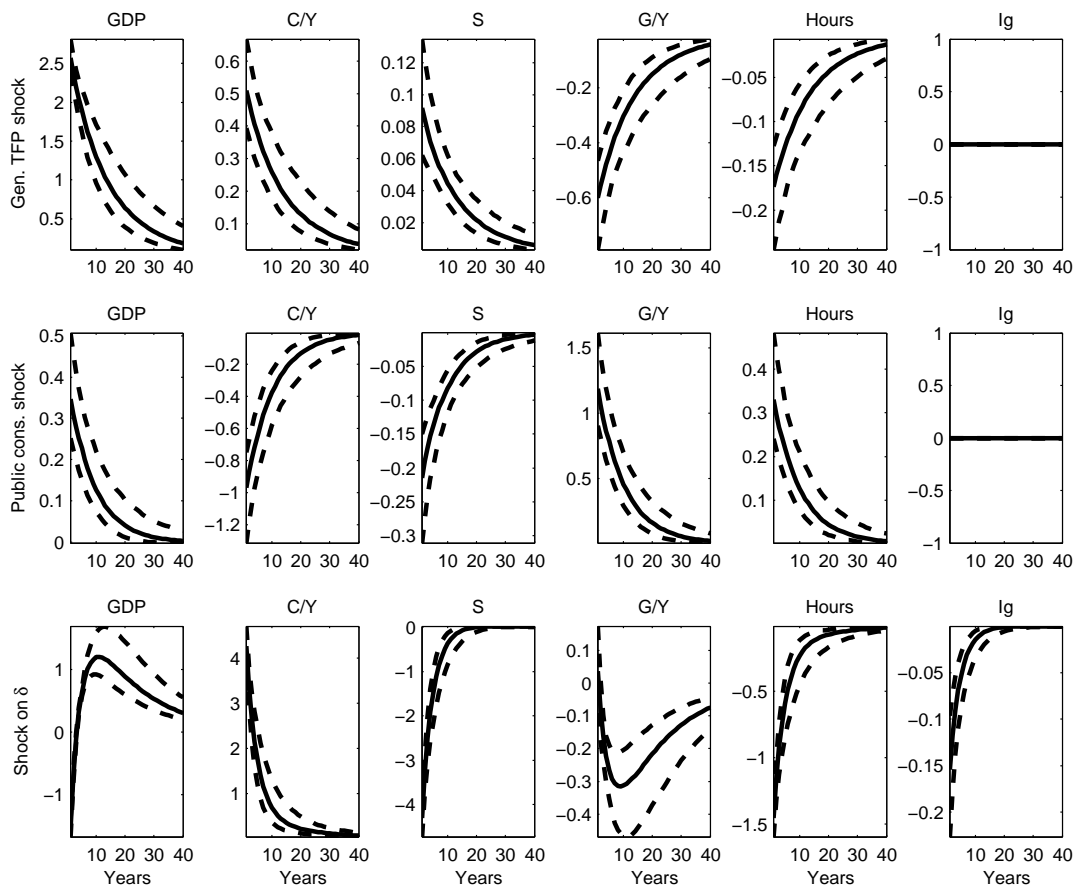 GDP C/Y S G/Y Hours Ig
Gen. TFP shock
2.5 2 1.5 1 0.5
0.6 0.5 0.4 0.3 0.2 0.1
0.12 0.1 0.08 0.06 0.04 0.02
−0.2 −0.4 −0.6
−0.05 −0.1 −0.15 −0.2
1 0.5 0 −0.5 −1
10 20 30 40 10 20 30 40 10 20 30 40 10 20 30 40 10 20 30 40 10 20 30 40
GDP C/Y S G/Y Hours Ig
Public cons. shock
0.5 0.4 0.3 0.2 0.1 0
−0.2 −0.4 −0.6 −0.8 −1 −1.2
−0.05 −0.1 −0.15 −0.2 −0.25 −0.3
1.5 1 0.5
0.4 0.3 0.2 0.1
1 0.5 0 −0.5 −1
10 20 30 40 10 20 30 40 10 20 30 40 10 20 30 40 10 20 30 40 10 20 30 40
GDP C/Y S G/Y Hours Ig
Shock on δ
1 0 −1
4 3 2 1
0 −1 −2 −3 −4
0.1 0 −0.1 −0.2 −0.3 −0.4
−0.5 −1 −1.5
−0.05 −0.1 −0.15 −0.2
10 20 30 40 10 20 30 40 10 20 30 40 10 20 30 40 10 20 30 40 10 20 30 40
Years Years Years Years Years Years